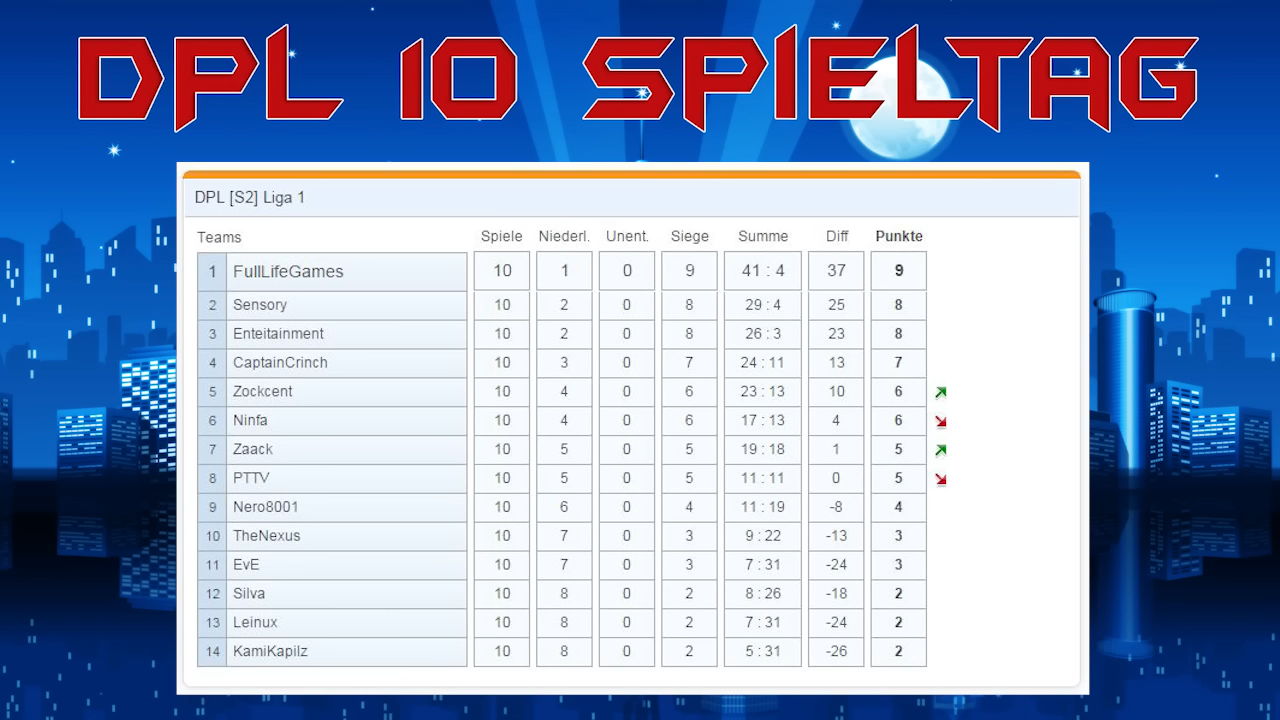 DPL 10 SPIELTAG
DPL [S2] Liga 1
Teams Spiele Niederl. Unent. Siege Summe Diff Punkte
1 FullLifeGames 10 1 0 9 41 : 4 37 9
2 Sensory 10 2 0 8 29 : 4 25 8
3 Enteitainment 10 2 0 8 26 : 3 23 8
4 CaptainCrinch 10 3 0 7 24 : 11 13 7
5 Zockcent 10 4 0 6 23 : 13 10 6
6 Ninfa 10 4 0 6 17 : 13 4 6
7 Zaack 10 5 0 5 19 : 18 1 5
8 PTTV 10 5 0 5 11 : 11 0 5
9 Nero8001 10 6 0 4 11 : 19 -8 4
10 TheNexus 10 7 0 3 9 : 22 -13 3
11 EvE 10 7 0 3 7 : 31 -24 3
12 Silva 10 8 0 2 8 : 26 -18 2
13 Leinux 10 8 0 2 7 : 31 -24 2
14 KamiKapilz 10 8 0 2 5 : 31 -26 2